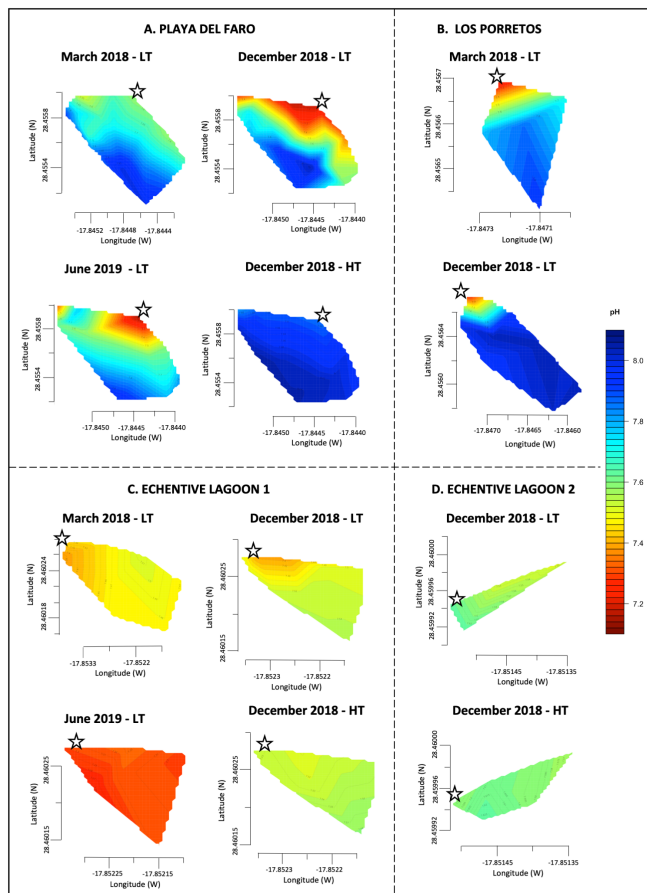 A. PLAYA DEL FARO
March 2018 - LT
Latitude (N)
28.4558
28.4554
-17.8452 -17.8448 -17.8444
Longitude (W)
December 2018 - LT
Latitude (N)
28.4558
28.4554
-17.8450 -17.8445 -17.8440
Longitude (W)
June 2019 - LT
Latitude (N)
28.4558
28.4554
-17.8450 -17.8445 -17.8440
Longitude (W)
December 2018 - HT
Latitude (N)
28.4558
28.4554
-17.8450 -17.8445 -17.8440
Longitude (W)
B. LOS PORRETOS
March 2018 - LT
Latitude (N)
28.4567
28.4566
28.4565
-17.8473 -17.8471
Longitude (W)
December 2018 - LT
Latitude (N)
28.4564
28.4560
-17.8470 -17.8465 -17.8460
Longitude (W)
pH
8.0
7.8
7.6
7.4
7.2
C. ECHENTIVE LAGOON 1
March 2018 - LT
Latitude (N)
28.46024
28.46018
-17.8533 -17.8522
Longitude (W)
December 2018 - LT
Latitude (N)
28.46025
28.46015
-17.8523 -17.8522
Longitude (W)
June 2019 - LT
Latitude (N)
28.46025
28.46015
-17.85225 -17.85215
Longitude (W)
December 2018 - HT
Latitude (N)
28.46025
28.46015
-17.8523 -17.8522
Longitude (W)
D. ECHENTIVE LAGOON 2
December 2018 - LT
Latitude (N)
28.46000
28.45996
28.45992
-17.85145 -17.85135
Longitude (W)
December 2018 - HT
Latitude (N)
28.46000
28.45996
28.45992
-17.85145 -17.85135
Longitude (W)